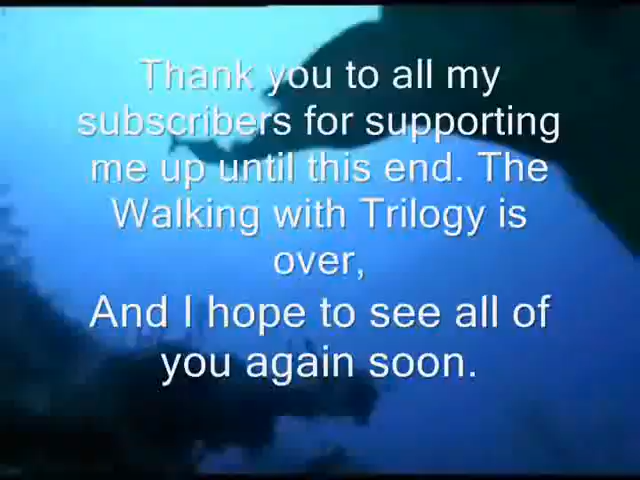 Thank you to all my
subscribers for supporting
me up until this end. The
Walking with Trilogy is
over,
And I hope to see all of
you again soon.